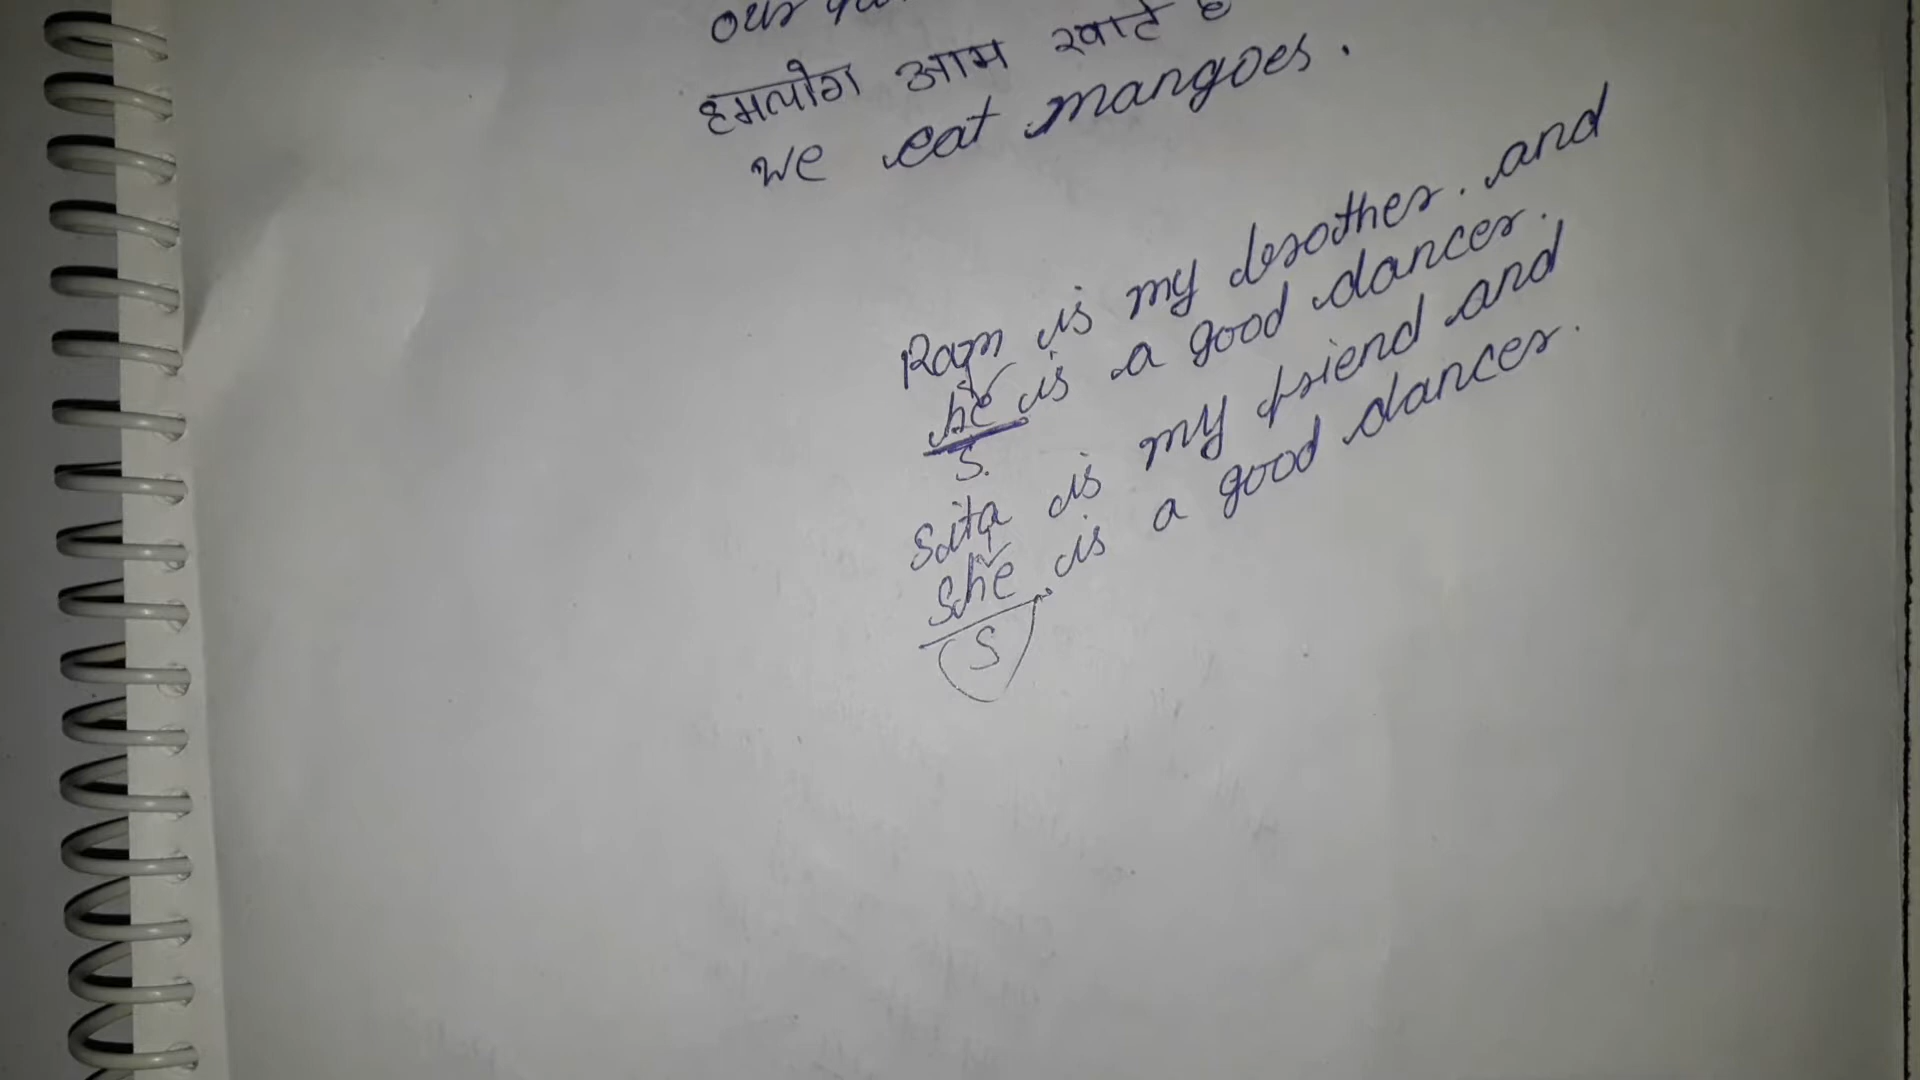 our
हमलोग आम खाते
we eat mangoes.
Ram is my brother. and
he is a good dancer.
S.
Sita is my friend and
She is a good dancer.
S